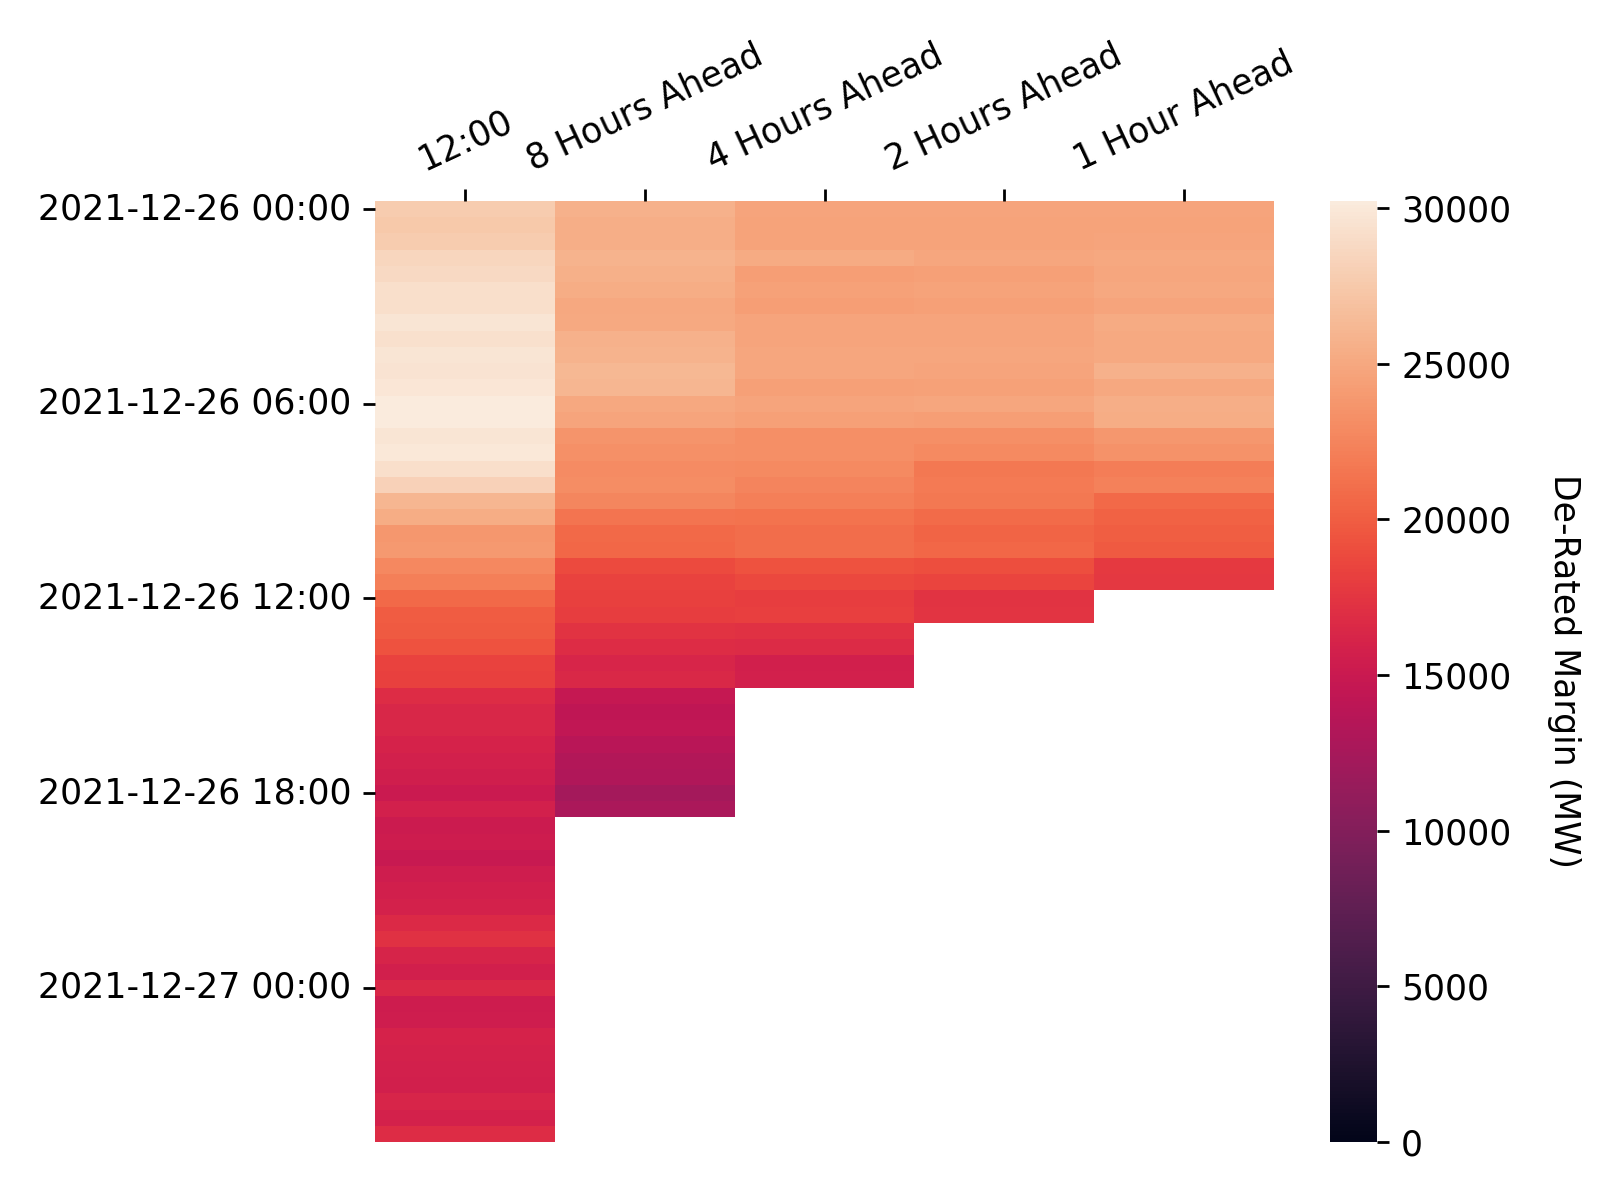 12:00
8 Hours Ahead
4 Hours Ahead
2 Hours Ahead
1 Hour Ahead
2021-12-26 00:00
2021-12-26 06:00
2021-12-26 12:00
2021-12-26 18:00
2021-12-27 00:00
30000
25000
20000
15000
10000
5000
0
De-Rated Margin (MW)